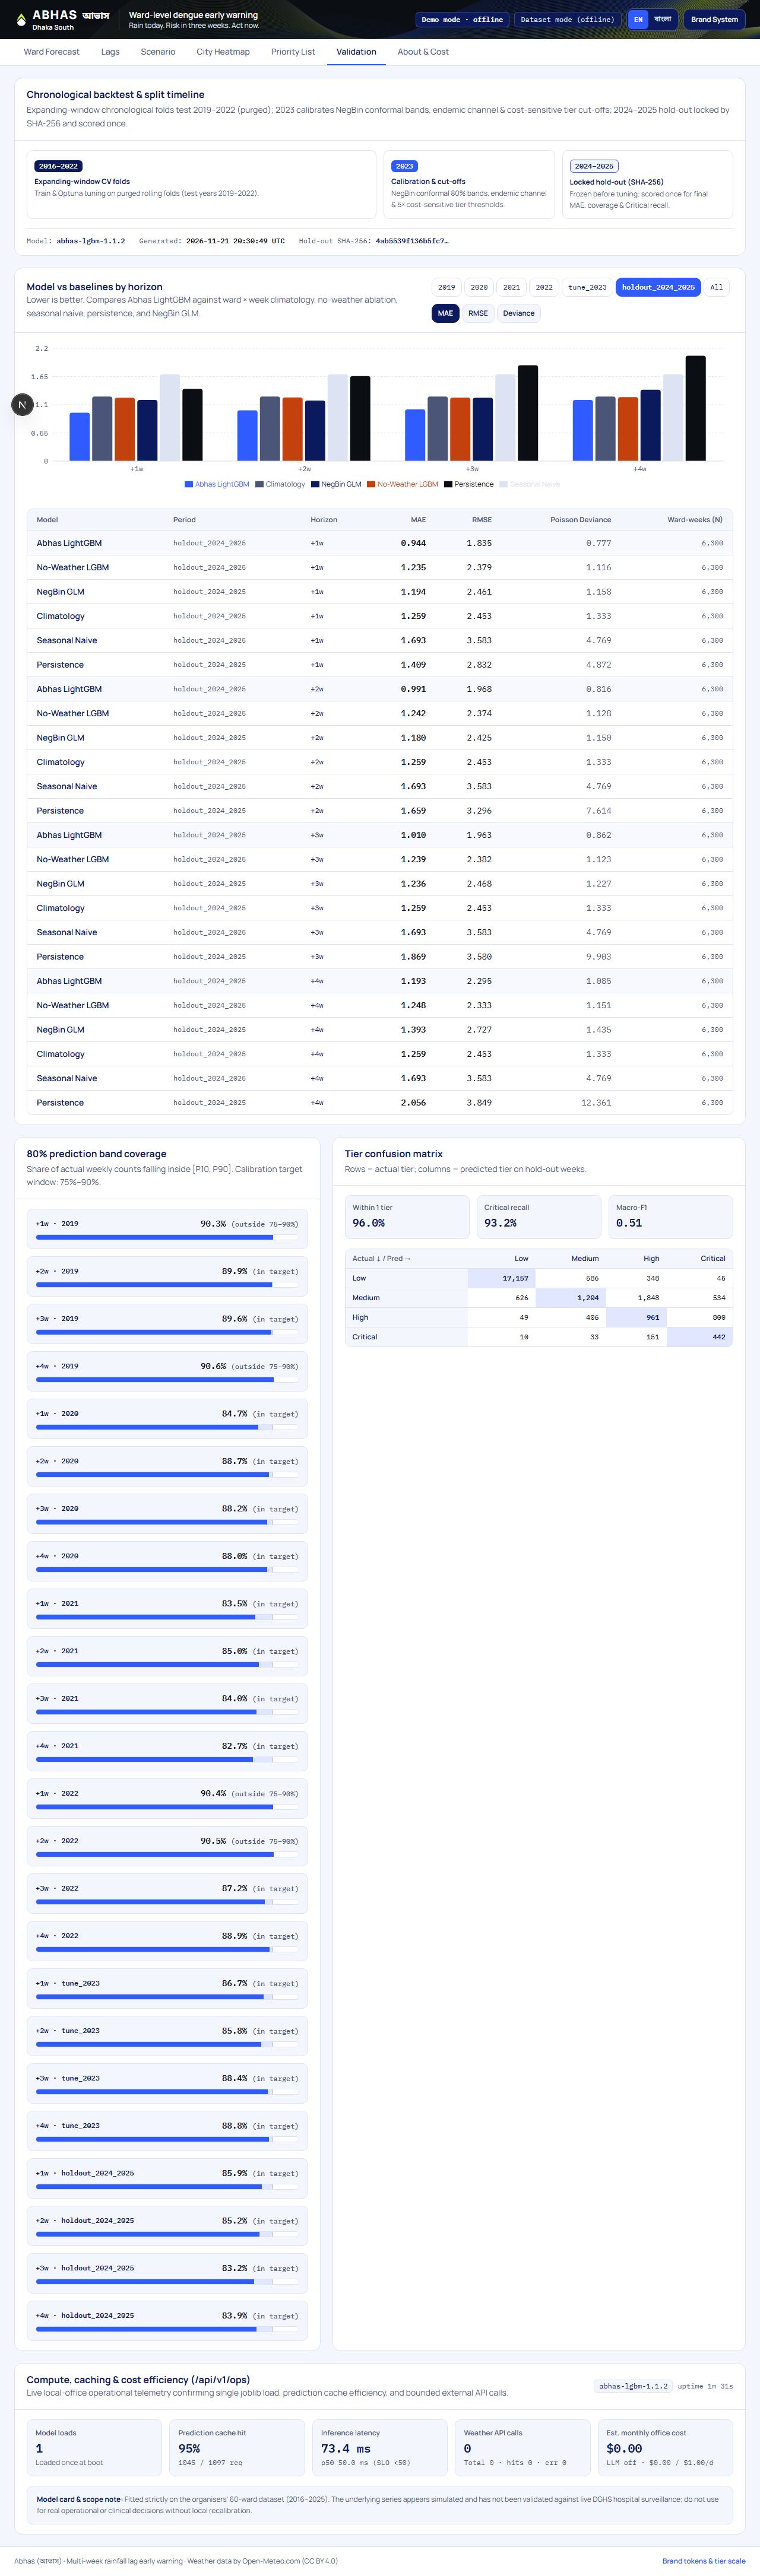 ABHAS আভাস
Dhaka South
Ward-level dengue early warning
Rain today. Risk in three weeks. Act now.
Demo mode · offline
Dataset mode (offline)
EN
বাংলা
Brand System
Ward Forecast
Lags
Scenario
City Heatmap
Priority List
Validation
About & Cost
Chronological backtest & split timeline
Expanding-window chronological folds test 2019–2022 (purged); 2023 calibrates NegBin conformal bands, endemic channel & cost-sensitive tier cut-offs; 2024–2025 hold-out locked by
SHA-256 and scored once.
2016–2022
Expanding-window CV folds
Train & Optuna tuning on purged rolling folds (test years 2019–2022).
2023
Calibration & cut-offs
NegBin conformal 80% bands, endemic channel
& 5× cost-sensitive tier thresholds.
2024–2025
Locked hold-out (SHA-256)
Frozen before tuning; scored once for final
MAE, coverage & Critical recall.
Model: abhas-lgbm-1.1.2 Generated: 2026-11-21 20:30:49 UTC Hold-out SHA-256: 4ab5539f136b5fc7…
Model vs baselines by horizon
Lower is better. Compares Abhas LightGBM against ward × week climatology, no-weather ablation,
seasonal naive, persistence, and NegBin GLM.
2019 2020 2021 2022 tune_2023 holdout_2024_2025 All
MAE RMSE Deviance
2.2
1.65
1.1
0.55
0
N
+1w +2w +3w +4w
Abhas LightGBM Climatology NegBin GLM No-Weather LGBM Persistence Seasonal Naive
Model Period Horizon MAE RMSE Poisson Deviance Ward-weeks (N)
Abhas LightGBM holdout_2024_2025 +1w 0.944 1.835 0.777 6,300
No-Weather LGBM holdout_2024_2025 +1w 1.235 2.379 1.116 6,300
NegBin GLM holdout_2024_2025 +1w 1.194 2.461 1.158 6,300
Climatology holdout_2024_2025 +1w 1.259 2.453 1.333 6,300
Seasonal Naive holdout_2024_2025 +1w 1.693 3.583 4.769 6,300
Persistence holdout_2024_2025 +1w 1.409 2.832 4.872 6,300
Abhas LightGBM holdout_2024_2025 +2w 0.991 1.968 0.816 6,300
No-Weather LGBM holdout_2024_2025 +2w 1.242 2.374 1.128 6,300
NegBin GLM holdout_2024_2025 +2w 1.180 2.425 1.150 6,300
Climatology holdout_2024_2025 +2w 1.259 2.453 1.333 6,300
Seasonal Naive holdout_2024_2025 +2w 1.693 3.583 4.769 6,300
Persistence holdout_2024_2025 +2w 1.659 3.296 7.614 6,300
Abhas LightGBM holdout_2024_2025 +3w 1.010 1.963 0.862 6,300
No-Weather LGBM holdout_2024_2025 +3w 1.239 2.382 1.123 6,300
NegBin GLM holdout_2024_2025 +3w 1.236 2.468 1.227 6,300
Climatology holdout_2024_2025 +3w 1.259 2.453 1.333 6,300
Seasonal Naive holdout_2024_2025 +3w 1.693 3.583 4.769 6,300
Persistence holdout_2024_2025 +3w 1.869 3.580 9.903 6,300
Abhas LightGBM holdout_2024_2025 +4w 1.193 2.295 1.085 6,300
No-Weather LGBM holdout_2024_2025 +4w 1.248 2.333 1.151 6,300
NegBin GLM holdout_2024_2025 +4w 1.393 2.727 1.435 6,300
Climatology holdout_2024_2025 +4w 1.259 2.453 1.333 6,300
Seasonal Naive holdout_2024_2025 +4w 1.693 3.583 4.769 6,300
Persistence holdout_2024_2025 +4w 2.056 3.849 12.361 6,300
80% prediction band coverage
Share of actual weekly counts falling inside [P10, P90]. Calibration target
window: 75%–90%.
+1w · 2019 90.3% (outside 75–90%)
+2w · 2019 89.9% (in target)
+3w · 2019 89.6% (in target)
+4w · 2019 90.6% (outside 75–90%)
+1w · 2020 84.7% (in target)
+2w · 2020 88.7% (in target)
+3w · 2020 88.2% (in target)
+4w · 2020 88.0% (in target)
+1w · 2021 83.5% (in target)
+2w · 2021 85.0% (in target)
+3w · 2021 84.0% (in target)
+4w · 2021 82.7% (in target)
+1w · 2022 90.4% (outside 75–90%)
+2w · 2022 90.5% (outside 75–90%)
+3w · 2022 87.2% (in target)
+4w · 2022 88.9% (in target)
+1w · tune_2023 86.7% (in target)
+2w · tune_2023 85.8% (in target)
+3w · tune_2023 88.4% (in target)
+4w · tune_2023 88.8% (in target)
+1w · holdout_2024_2025 85.9% (in target)
+2w · holdout_2024_2025 85.2% (in target)
+3w · holdout_2024_2025 83.2% (in target)
+4w · holdout_2024_2025 83.9% (in target)
Tier confusion matrix
Rows = actual tier; columns = predicted tier on hold-out weeks.
Within 1 tier
96.0%
Critical recall
93.2%
Macro-F1
0.51
Actual ↓ / Pred → Low Medium High Critical
Low 17,157 586 348 45
Medium 626 1,204 1,848 534
High 49 406 961 800
Critical 10 33 151 442
Compute, caching & cost efficiency (/api/v1/ops)
Live local-office operational telemetry confirming single joblib load, prediction cache efficiency, and bounded external API calls.
abhas-lgbm-1.1.2 uptime 1m 31s
Model loads
1
Loaded once at boot
Prediction cache hit
95%
1045 / 1097 req
Inference latency
73.4 ms
p50 50.0 ms (SLO <50)
Weather API calls
0
Total 0 · hits 0 · err 0
Est. monthly office cost
$0.00
LLM off · $0.00 / $1.00/d
Model card & scope note: Fitted strictly on the organisers' 60-ward dataset (2016–2025). The underlying series appears simulated and has not been validated against live DGHS hospital surveillance; do not use
for real operational or clinical decisions without local recalibration.
Abhas (আভাস) · Multi-week rainfall lag early warning · Weather data by Open-Meteo.com (CC BY 4.0)
Brand tokens & tier scale